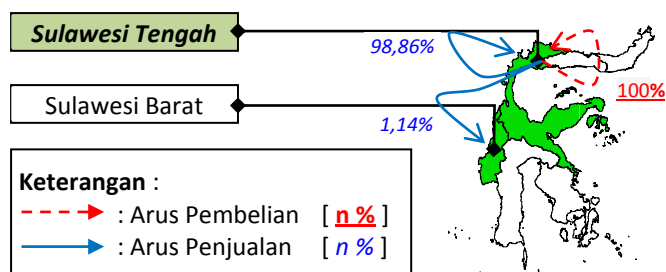 Sulawesi Tengah
98,86%
100%
Sulawesi Barat
1,14%
Keterangan :
: Arus Pembelian [ n % ]
: Arus Penjualan [ n % ]